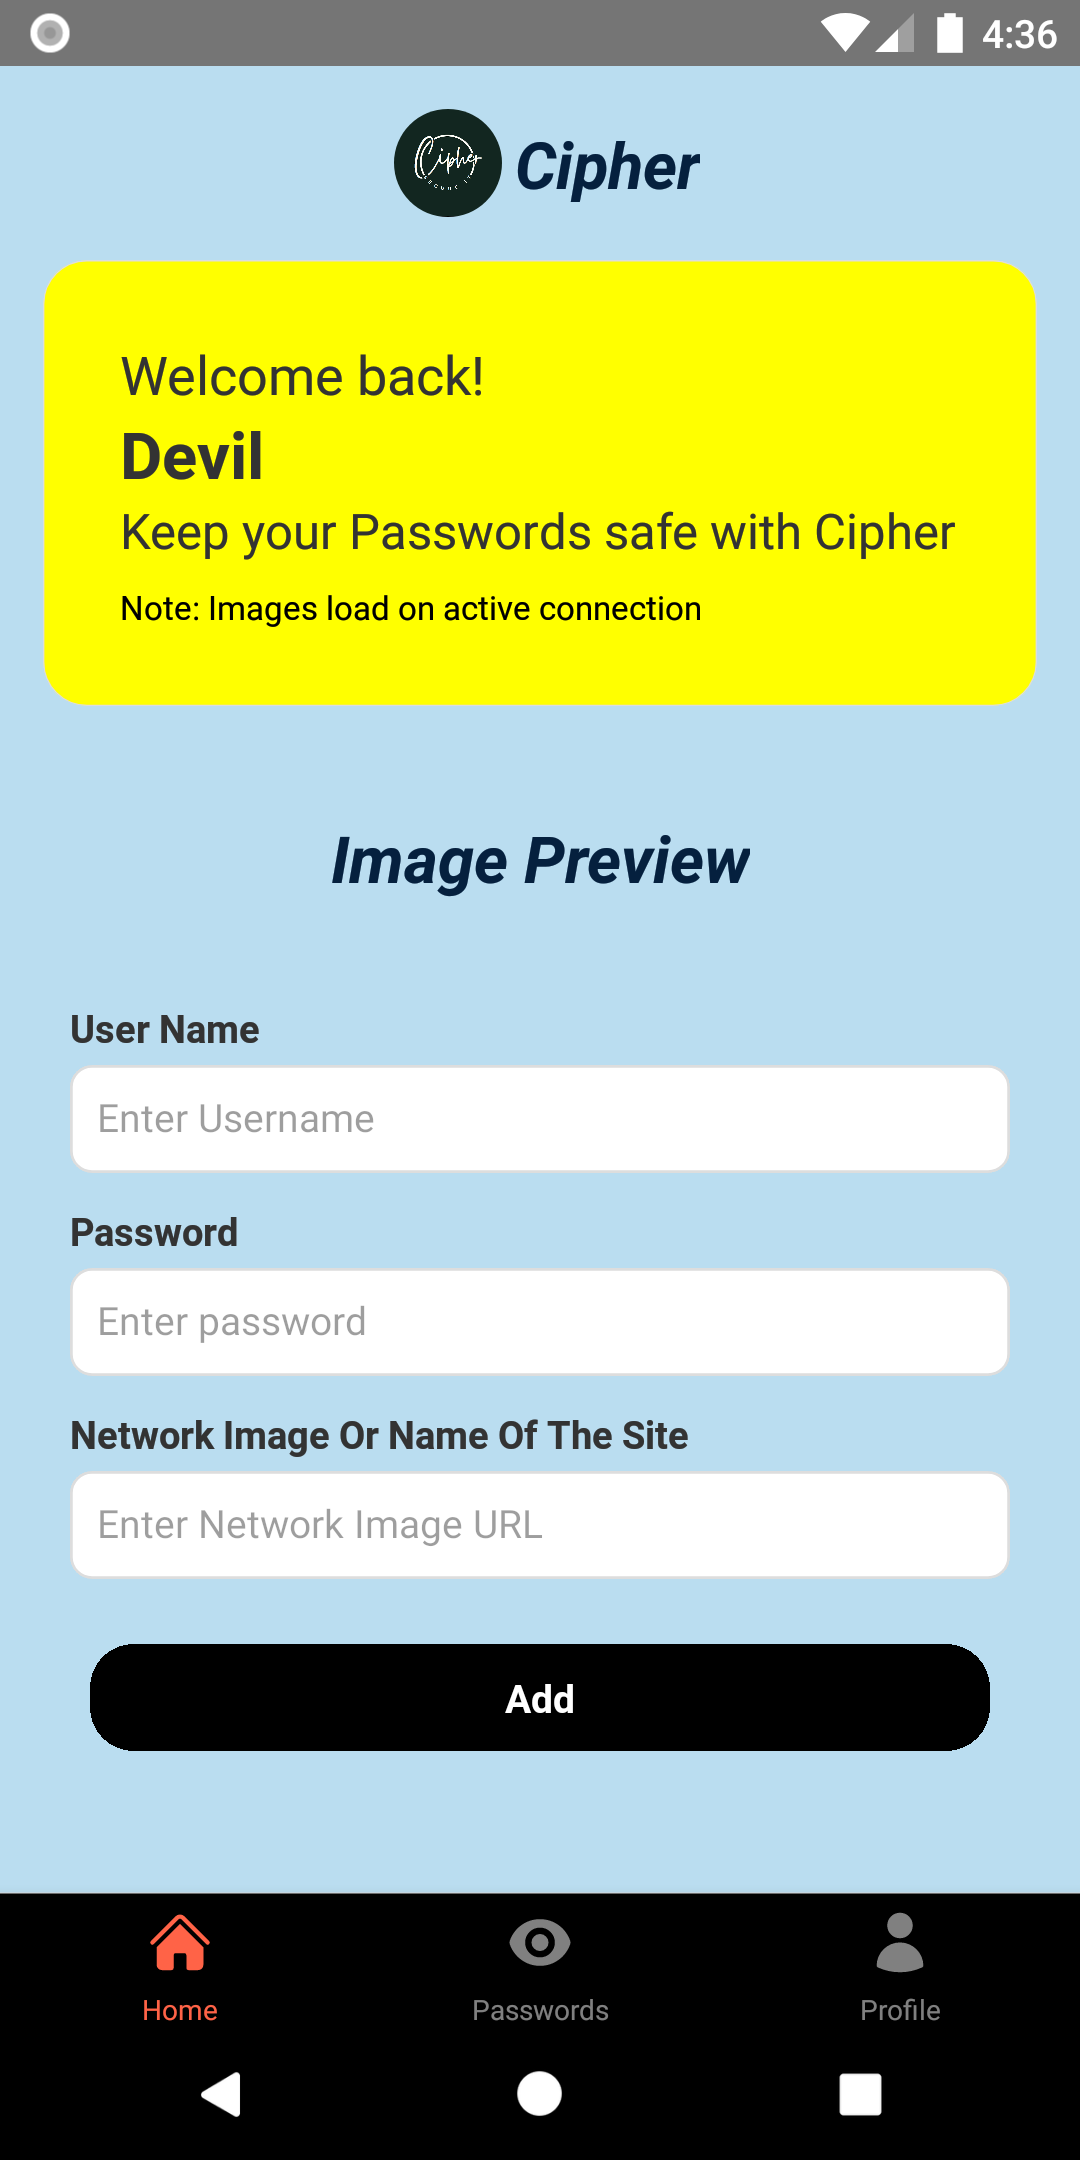 4:36
Cipher
Cipher
Welcome back!
Devil
Keep your Passwords safe with Cipher
Note: Images load on active connection
Image Preview
User Name
Enter Username
Password
Enter password
Network Image Or Name Of The Site
Enter Network Image URL
Add
Home
Passwords
Profile